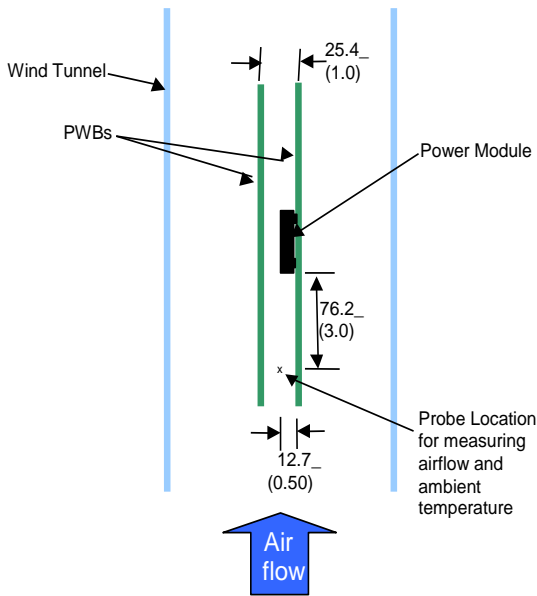 25.4_
(1.0)
Wind Tunnel
PWBs
Power Module
76.2_
(3.0)
x
Probe Location
for measuring
airflow and
ambient
temperature
12.7_
(0.50)
Air
flow